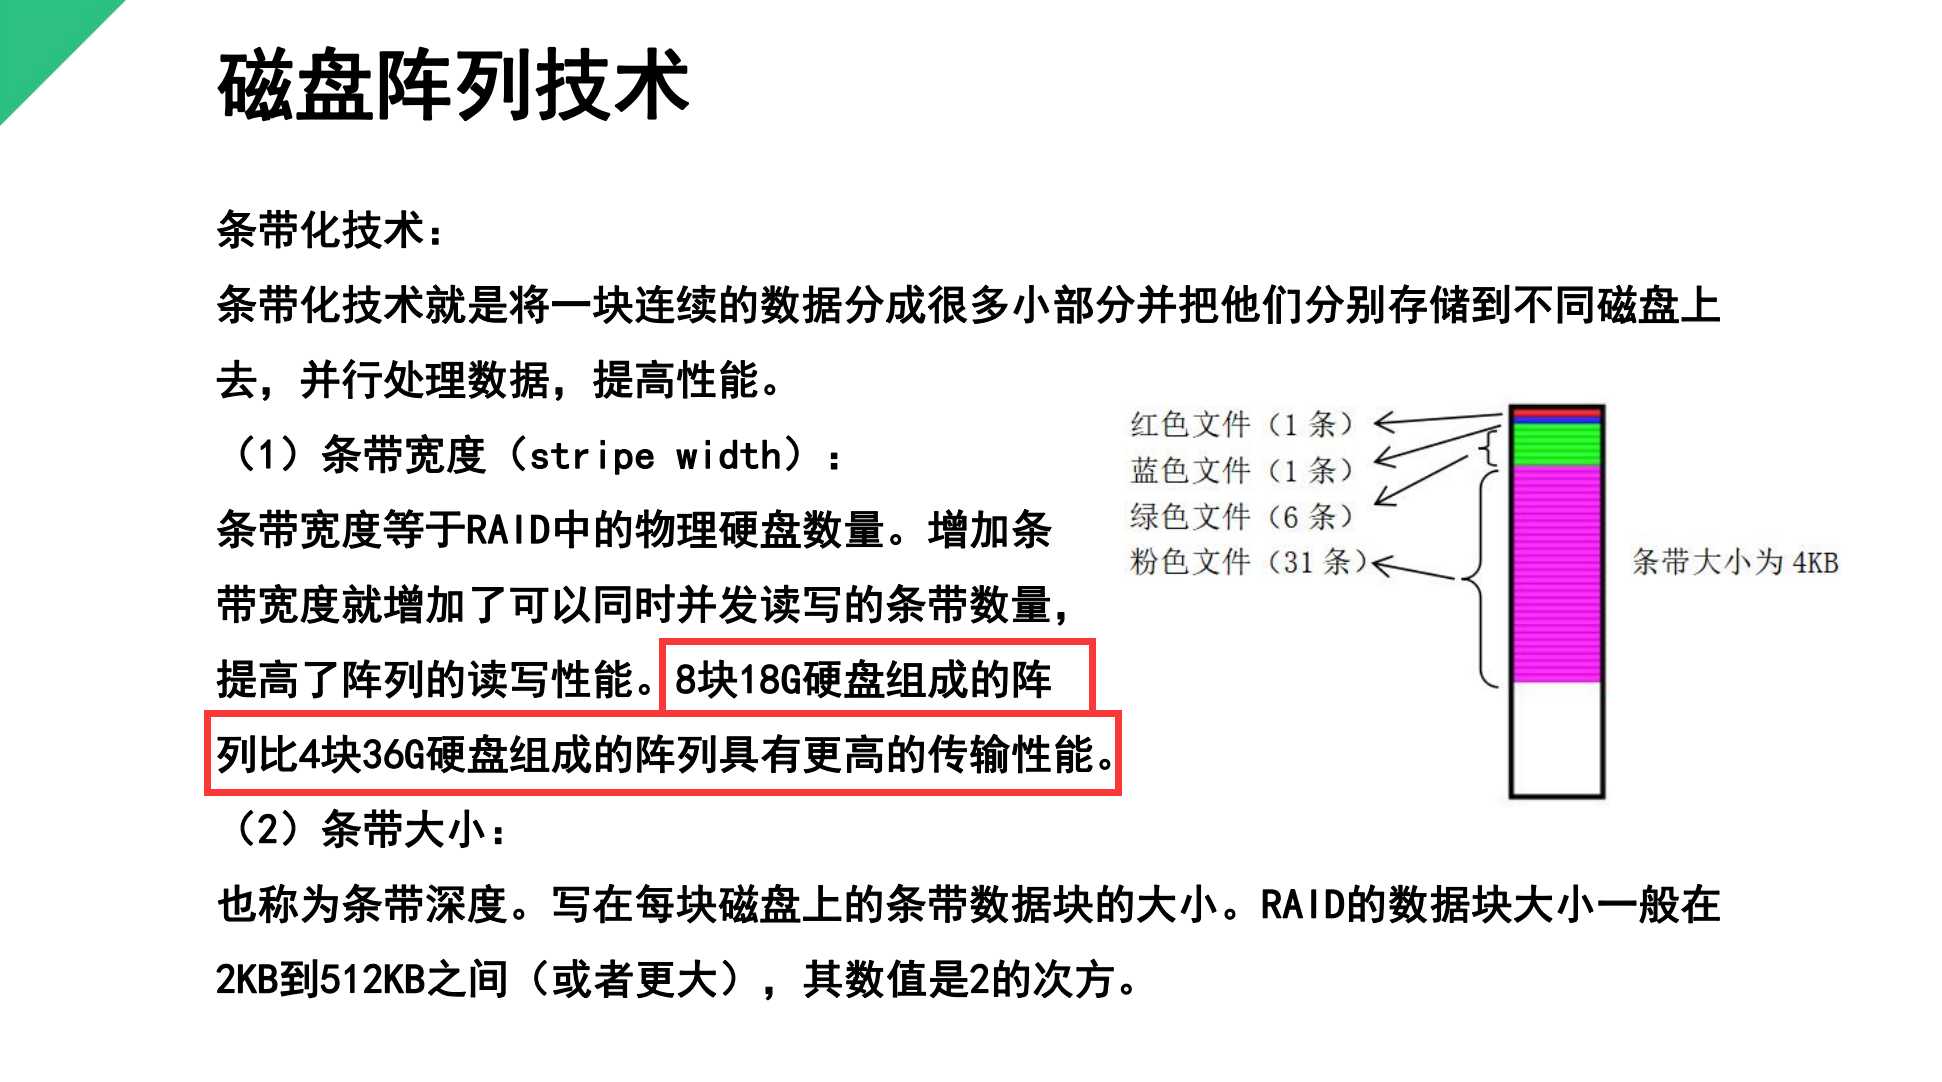 磁盘阵列技术
条带化技术：
条带化技术就是将一块连续的数据分成很多小部分并把他们分别存储到不同磁盘上
去，并行处理数据，提高性能。
（1）条带宽度（stripe width）：
条带宽度等于RAID中的物理硬盘数量。增加条
带宽度就增加了可以同时并发读写的条带数量，
提高了阵列的读写性能。8块18G硬盘组成的阵
列比4块36G硬盘组成的阵列具有更高的传输性能。
（2）条带大小：
也称为条带深度。写在每块磁盘上的条带数据块的大小。RAID的数据块大小一般在
2KB到512KB之间（或者更大），其数值是2的次方。
红色文件（1 条）
蓝色文件（1 条）
绿色文件（6 条）
粉色文件（31 条）
条带大小为 4KB